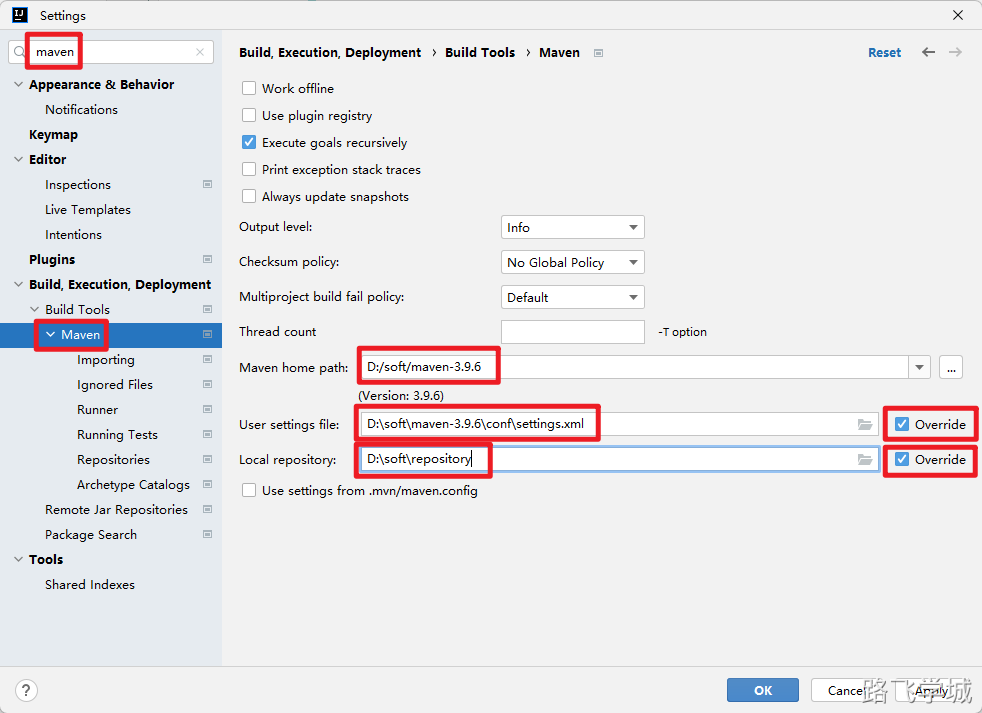 Settings
maven
Appearance & Behavior
Notifications
Keymap
Editor
Inspections
Live Templates
Intentions
Plugins
Build, Execution, Deployment
Build Tools
Maven
Importing
Ignored Files
Runner
Running Tests
Repositories
Archetype Catalogs
Remote Jar Repositories
Package Search
Tools
Shared Indexes
Build, Execution, Deployment › Build Tools › Maven
Reset
Work offline
Use plugin registry
Execute goals recursively
Print exception stack traces
Always update snapshots
Output level: Info
Checksum policy: No Global Policy
Multiproject build fail policy: Default
Thread count -T option
Maven home path: D:/soft/maven-3.9.6 ...
(Version: 3.9.6)
User settings file: D:\soft\maven-3.9.6\conf\settings.xml Override
Local repository: D:\soft\repository Override
Use settings from .mvn/maven.config
? OK Cancel Apply
路飞学城